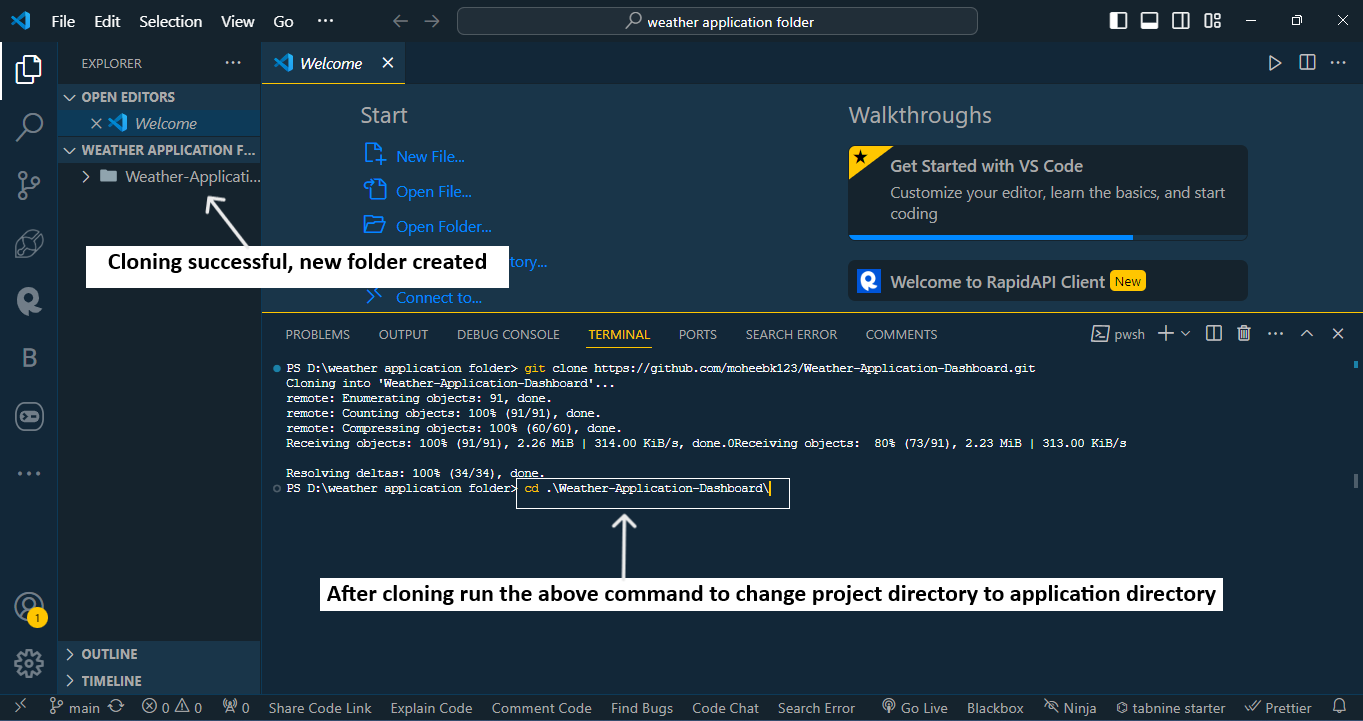 File Edit Selection View Go ···
weather application folder
EXPLORER ···
OPEN EDITORS
Welcome
WEATHER APPLICATION F...
Weather-Applicati...
Cloning successful, new folder created
OUTLINE
TIMELINE
Welcome
Start
New File...
Open File...
Open Folder...
tory...
Connect to...
Walkthroughs
Get Started with VS Code
Customize your editor, learn the basics, and start
coding
Welcome to RapidAPI Client New
PROBLEMS OUTPUT DEBUG CONSOLE TERMINAL PORTS SEARCH ERROR COMMENTS pwsh
PS D:\weather application folder> git clone https://github.com/moheebk123/Weather-Application-Dashboard.git
Cloning into 'Weather-Application-Dashboard'...
remote: Enumerating objects: 91, done.
remote: Counting objects: 100% (91/91), done.
remote: Compressing objects: 100% (60/60), done.
Receiving objects: 100% (91/91), 2.26 MiB | 314.00 KiB/s, done.0Receiving objects:  80% (73/91), 2.23 MiB | 313.00 KiB/s
Resolving deltas: 100% (34/34), done.
PS D:\weather application folder> cd .\Weather-Application-Dashboard\
After cloning run the above command to change project directory to application directory
B
1
main 0 0 0 Share Code Link Explain Code Comment Code Find Bugs Code Chat Search Error Go Live Blackbox Ninja tabnine starter Prettier